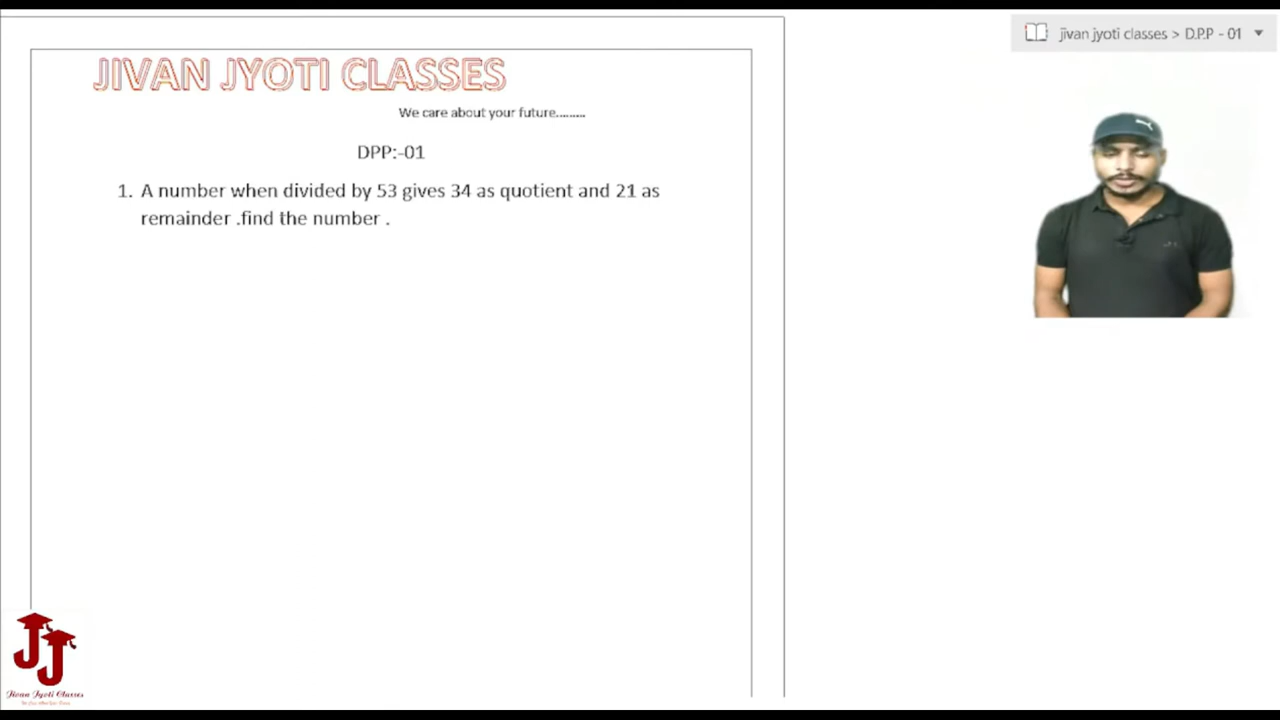 jivan jyoti classes > D.P.P - 01
JIVAN JYOTI CLASSES
We care about your future.........
DPP:-01
1. A number when divided by 53 gives 34 as quotient and 21 as
remainder .find the number .
JJ
Jivan Jyoti Classes